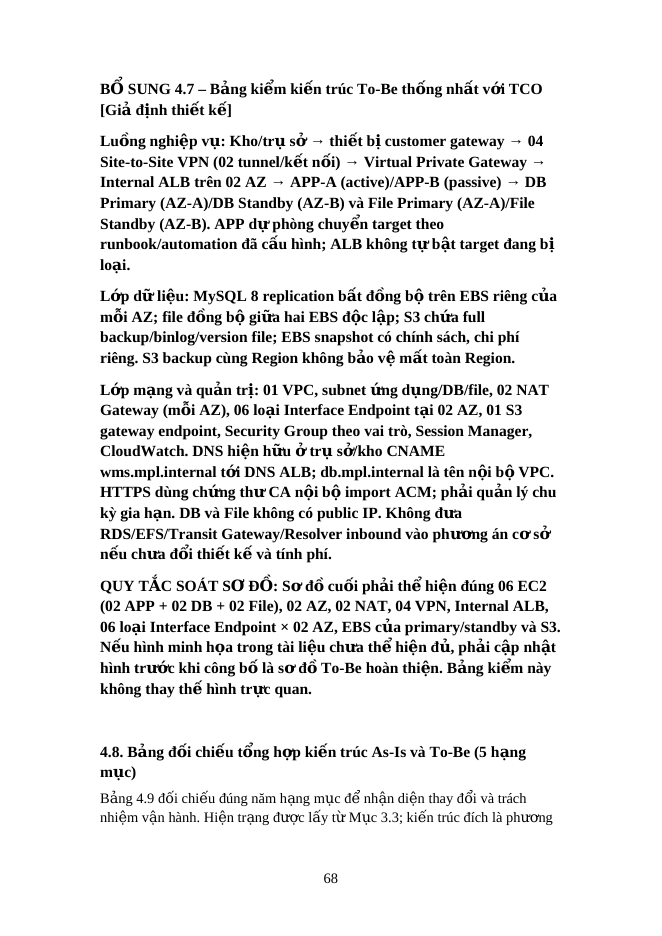 BỔ SUNG 4.7 – Bảng kiểm kiến trúc To-Be thống nhất với TCO
[Giả định thiết kế]
Luồng nghiệp vụ: Kho/trụ sở → thiết bị customer gateway → 04
Site-to-Site VPN (02 tunnel/kết nối) → Virtual Private Gateway →
Internal ALB trên 02 AZ → APP-A (active)/APP-B (passive) → DB
Primary (AZ-A)/DB Standby (AZ-B) và File Primary (AZ-A)/File
Standby (AZ-B). APP dự phòng chuyển target theo
runbook/automation đã cấu hình; ALB không tự bật target đang bị
loại.
Lớp dữ liệu: MySQL 8 replication bất đồng bộ trên EBS riêng của
mỗi AZ; file đồng bộ giữa hai EBS độc lập; S3 chứa full
backup/binlog/version file; EBS snapshot có chính sách, chi phí
riêng. S3 backup cùng Region không bảo vệ mất toàn Region.
Lớp mạng và quản trị: 01 VPC, subnet ứng dụng/DB/file, 02 NAT
Gateway (mỗi AZ), 06 loại Interface Endpoint tại 02 AZ, 01 S3
gateway endpoint, Security Group theo vai trò, Session Manager,
CloudWatch. DNS hiện hữu ở trụ sở/kho CNAME
wms.mpl.internal tới DNS ALB; db.mpl.internal là tên nội bộ VPC.
HTTPS dùng chứng thư CA nội bộ import ACM; phải quản lý chu
kỳ gia hạn. DB và File không có public IP. Không đưa
RDS/EFS/Transit Gateway/Resolver inbound vào phương án cơ sở
nếu chưa đổi thiết kế và tính phí.
QUY TẮC SOÁT SƠ ĐỒ: Sơ đồ cuối phải thể hiện đúng 06 EC2
(02 APP + 02 DB + 02 File), 02 AZ, 02 NAT, 04 VPN, Internal ALB,
06 loại Interface Endpoint × 02 AZ, EBS của primary/standby và S3.
Nếu hình minh họa trong tài liệu chưa thể hiện đủ, phải cập nhật
hình trước khi công bố là sơ đồ To-Be hoàn thiện. Bảng kiểm này
không thay thế hình trực quan.
4.8. Bảng đối chiếu tổng hợp kiến trúc As-Is và To-Be (5 hạng
mục)
Bảng 4.9 đối chiếu đúng năm hạng mục để nhận diện thay đổi và trách
nhiệm vận hành. Hiện trạng được lấy từ Mục 3.3; kiến trúc đích là phương
68